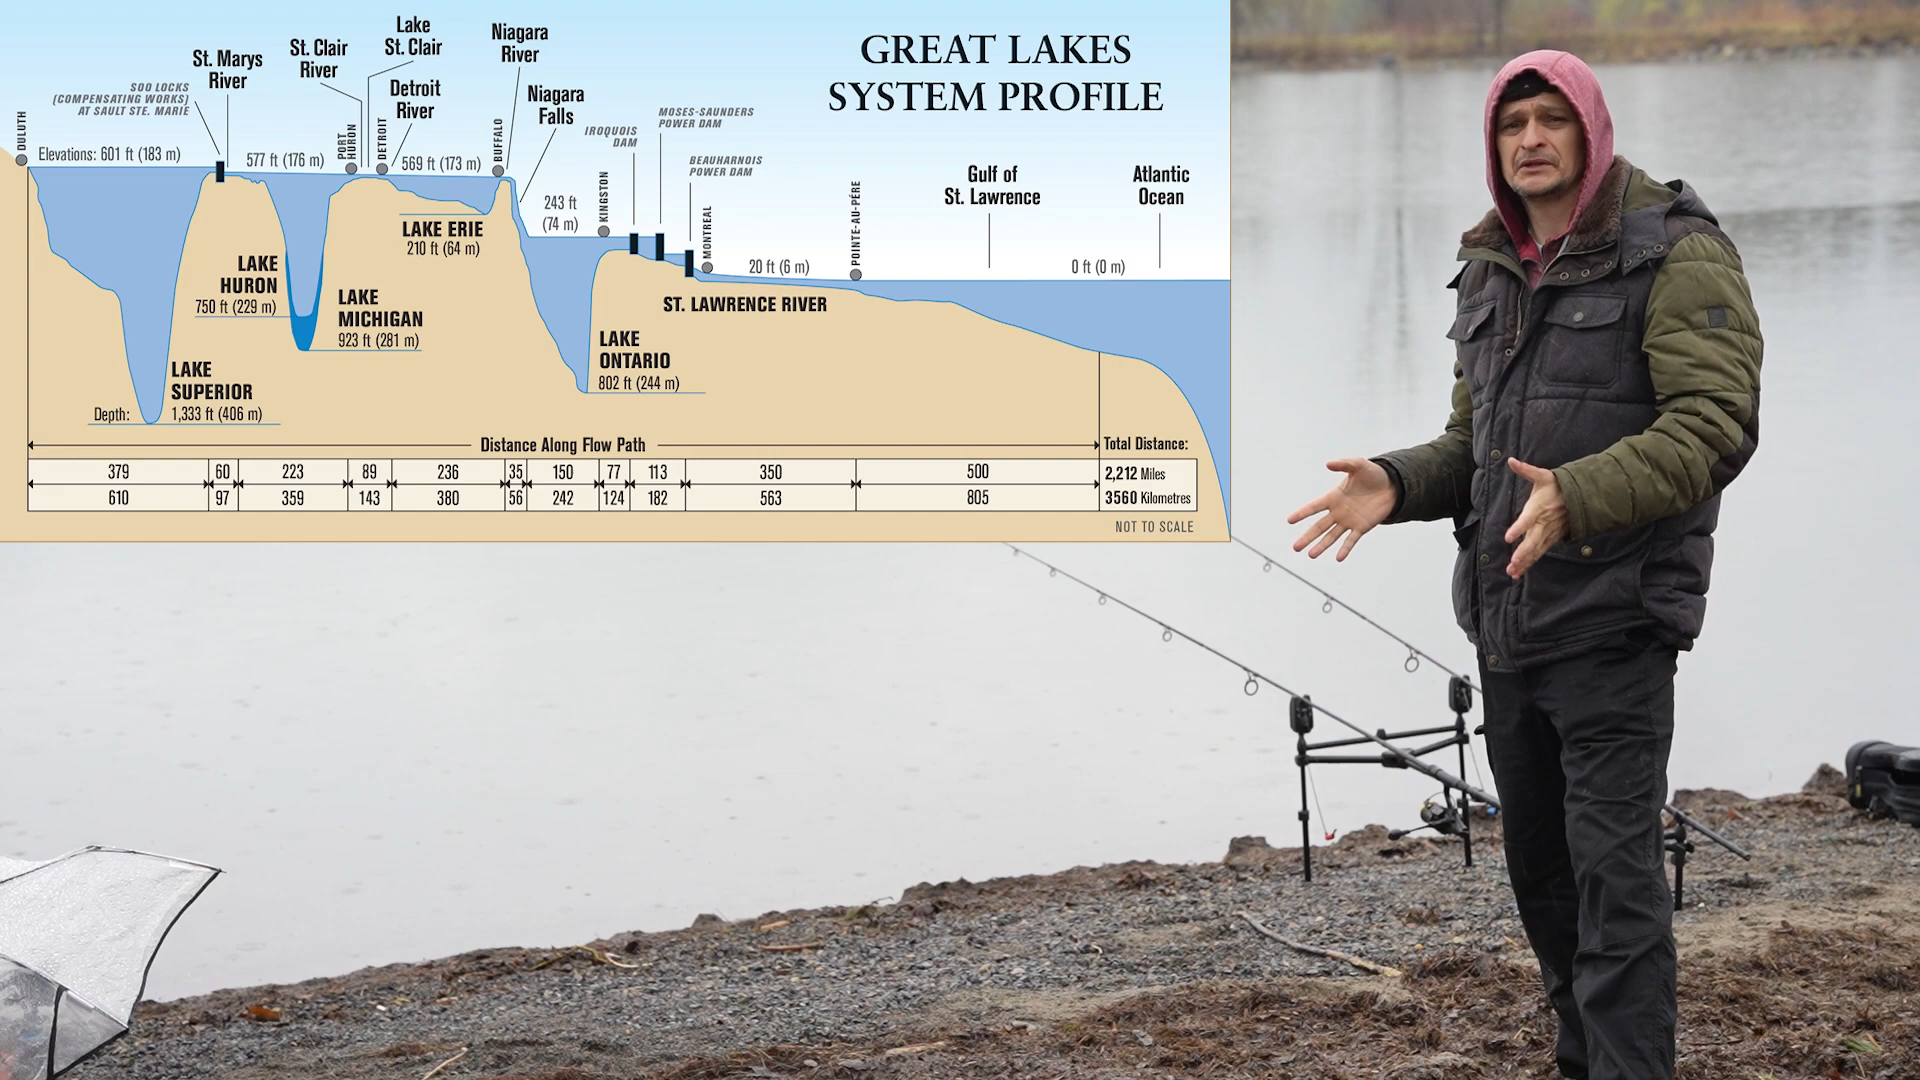 GREAT LAKES
SYSTEM PROFILE
Lake
St. Clair
Niagara
River
St. Clair
River
St. Marys
River
Detroit
River
Niagara
Falls
SOO LOCKS
(COMPENSATING WORKS)
AT SAULT STE. MARIE
IROQUOIS
DAM
MOSES-SAUNDERS
POWER DAM
BEAUHARNOIS
POWER DAM
DULUTH
PORT
HURON
DETROIT
BUFFALO
KINGSTON
MONTREAL
POINTE-AU-PÉRE
Gulf of
St. Lawrence
Atlantic
Ocean
Elevations: 601 ft (183 m)
577 ft (176 m)
569 ft (173 m)
243 ft
(74 m)
20 ft (6 m)
0 ft (0 m)
LAKE ERIE
210 ft (64 m)
LAKE
HURON
750 ft (229 m)
LAKE
MICHIGAN
923 ft (281 m)
ST. LAWRENCE RIVER
LAKE
ONTARIO
802 ft (244 m)
LAKE
SUPERIOR
Depth: 1,333 ft (406 m)
Distance Along Flow Path
Total Distance:
379 60 223 89 236 35 150 77 113 350 500 2,212 Miles
610 97 359 143 380 56 242 124 182 563 805 3560 Kilometres
NOT TO SCALE